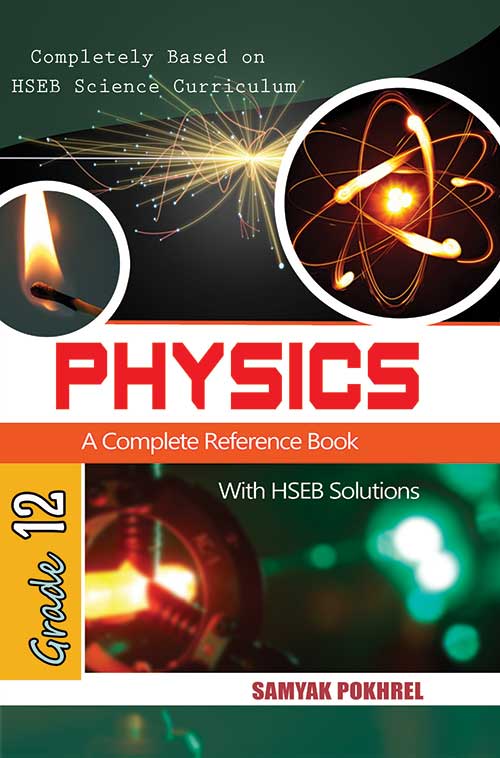 Completely Based on
HSEB Science Curriculum
PHYSICS
A Complete Reference Book
With HSEB Solutions
Grade 12
SAMYAK POKHREL